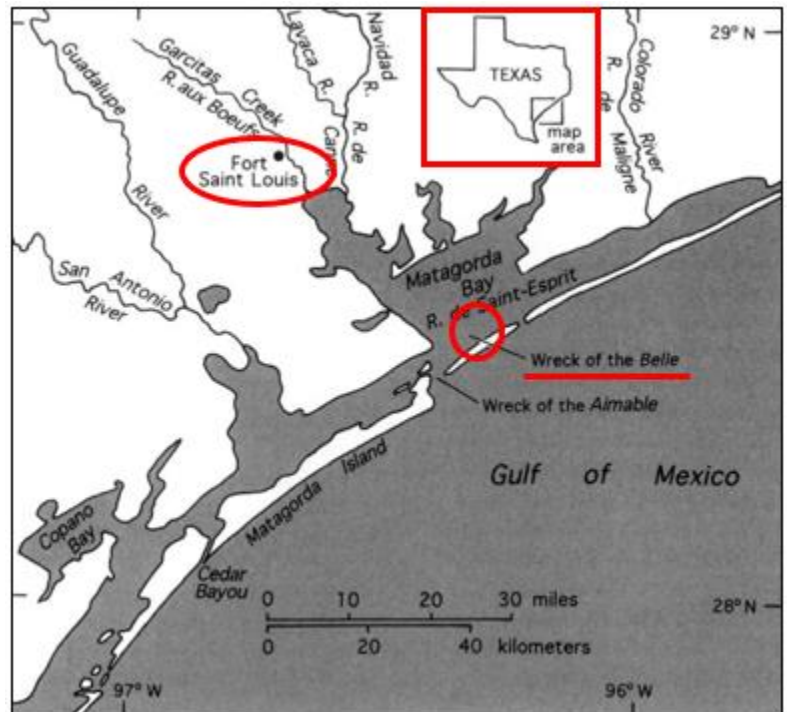 29° N
Guadalupe
River
Garcitas Creek
R. aux Boeufs
Lavaca R.
Navidad R.
R. de Canne
TEXAS
map
area
Colorado River
R. de Maligne
Fort
Saint Louis
San Antonio
River
Matagorda
Bay
R. de Saint-Esprit
Wreck of the Belle
Wreck of the Aimable
Gulf of Mexico
Matagorda Island
Copano
Bay
Cedar
Bayou
0 10 20 30 miles
0 20 40 kilometers
28° N
97° W
96° W